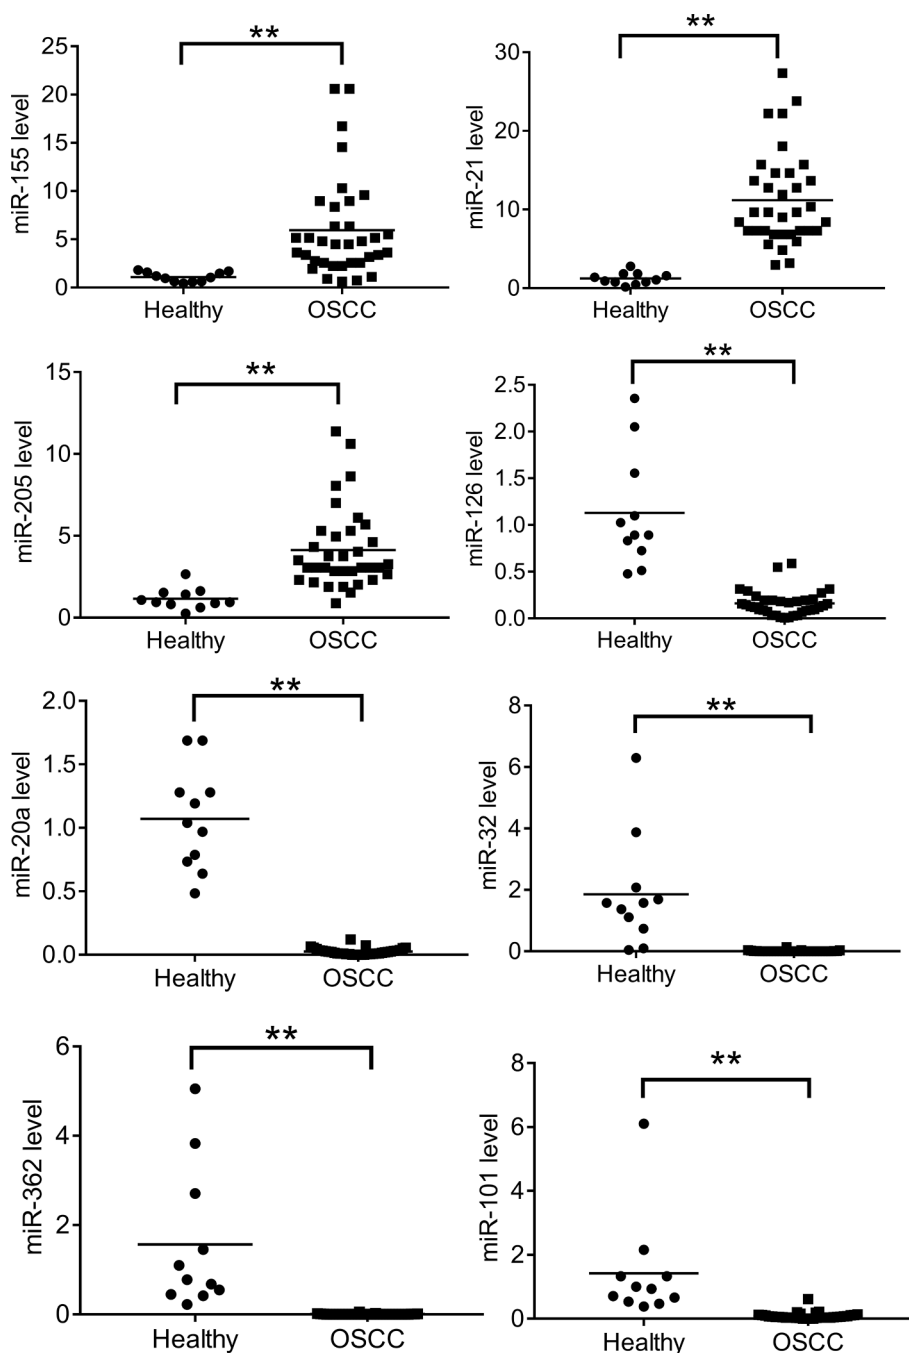 **
25
20
15
10
5
0
miR-155 level
Healthy
OSCC
**
30
20
10
0
miR-21 level
Healthy
OSCC
**
15
10
5
0
miR-205 level
Healthy
OSCC
**
2.5
2.0
1.5
1.0
0.5
0.0
miR-126 level
Healthy
OSCC
**
2.0
1.5
1.0
0.5
0.0
miR-20a level
Healthy
OSCC
**
8
6
4
2
0
miR-32 level
Healthy
OSCC
**
6
4
2
0
miR-362 level
Healthy
OSCC
**
8
6
4
2
0
miR-101 level
Healthy
OSCC